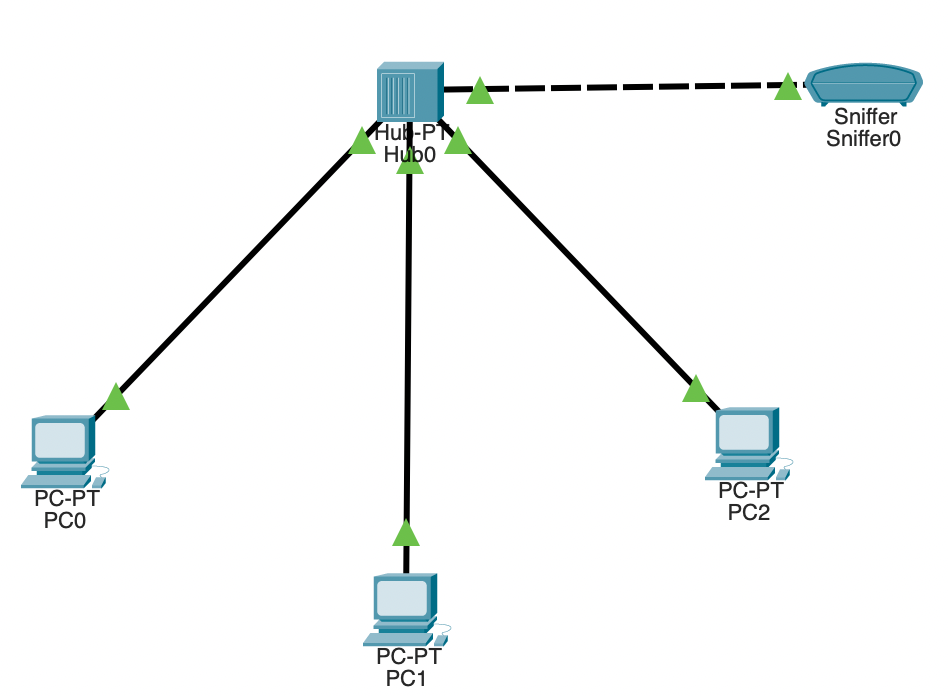 Hub-PT
Hub0
Sniffer
Sniffer0
PC-PT
PC0
PC-PT
PC2
PC-PT
PC1